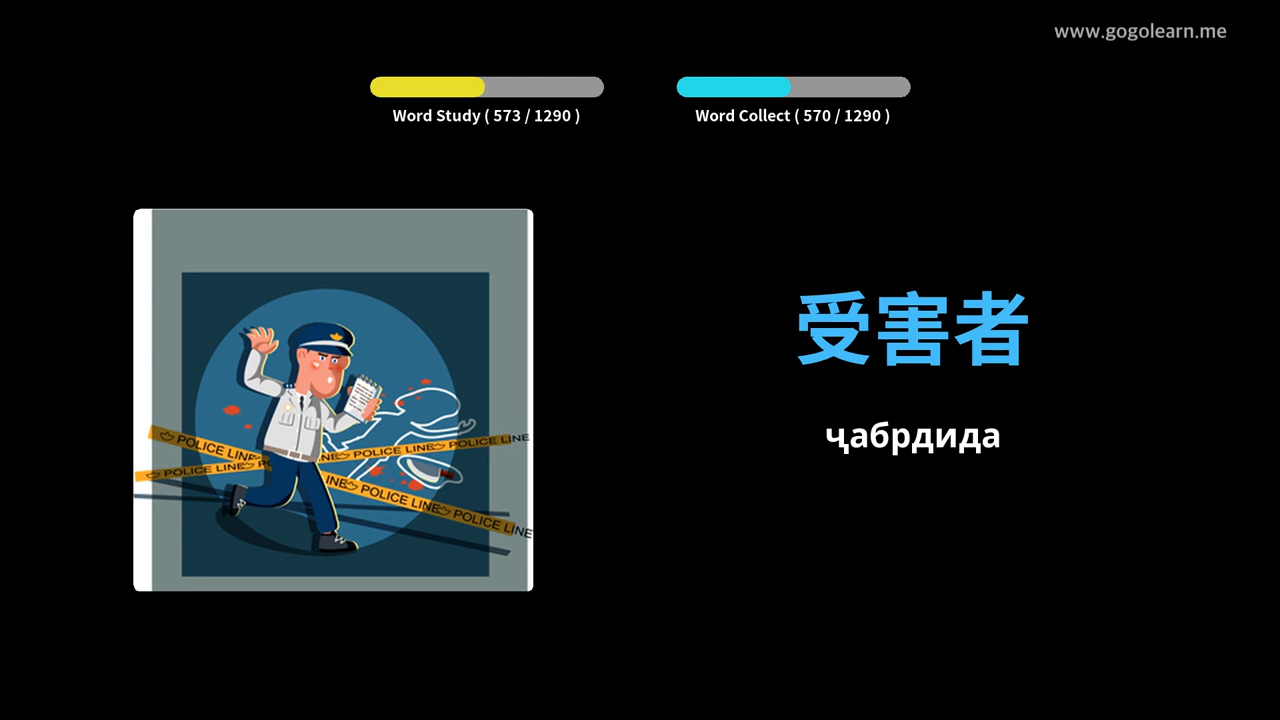 www.gogolearn.me
Word Study ( 573 / 1290 )
Word Collect ( 570 / 1290 )
受害者
ҷабрдида
POLICE LINE
POLICE LINE
POLICE LINE
POLICE LINE
POLICE LINE